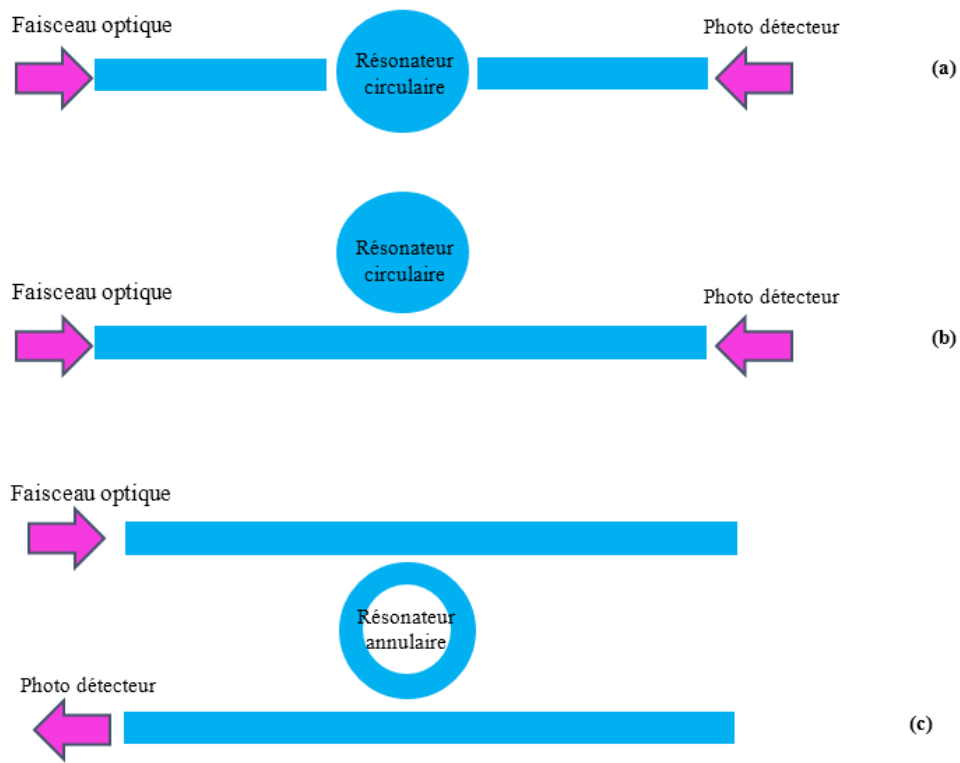 Faisceau optique
Photo détecteur
Résonateur
circulaire
(a)
Résonateur
circulaire
Faisceau optique
Photo détecteur
(b)
Faisceau optique
Résonateur
annulaire
Photo détecteur
(c)